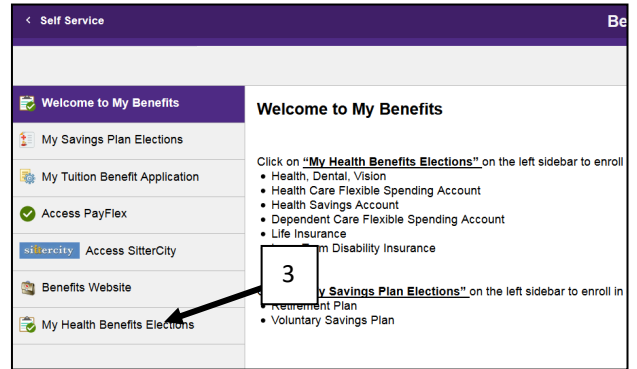 < Self Service
Be
Welcome to My Benefits
My Savings Plan Elections
My Tuition Benefit Application
Access PayFlex
sittercity Access SitterCity
Benefits Website
My Health Benefits Elections
Welcome to My Benefits
Click on "My Health Benefits Elections" on the left sidebar to enroll
• Health, Dental, Vision
• Health Care Flexible Spending Account
• Health Savings Account
• Dependent Care Flexible Spending Account
• Life Insurance
• Disability Insurance
3
Savings Plan Elections" on the left sidebar to enroll in
• Retirement Plan
• Voluntary Savings Plan